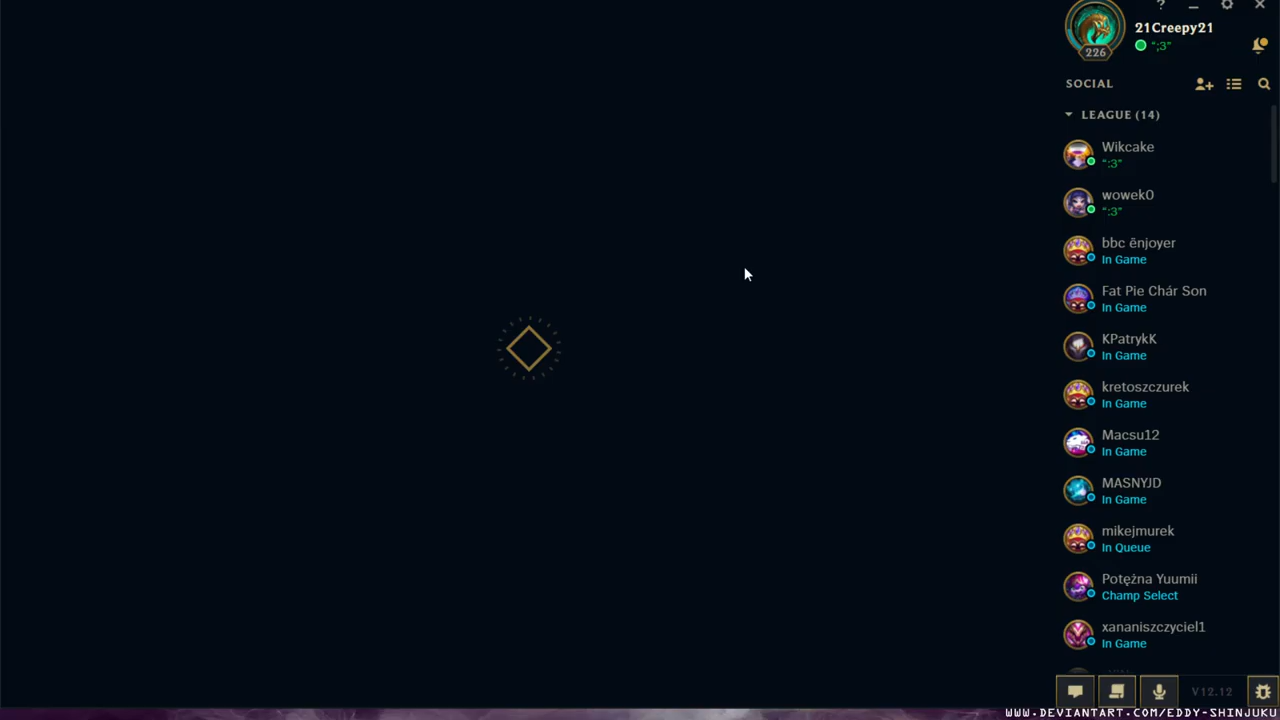 ?
21Creepy21
":3"
226
SOCIAL
LEAGUE (14)
Wikcake
":3"
wowek0
":3"
bbc ënjoyer
In Game
Fat Pie Chár Son
In Game
KPatrykK
In Game
kretoszczurek
In Game
Macsu12
In Game
MASNYJD
In Game
mikejmurek
In Queue
Potężna Yuumii
Champ Select
xananiszczyciel1
In Game
V12.12
WWW.DEVIANTART.COM/EDDY-SHINJUKU